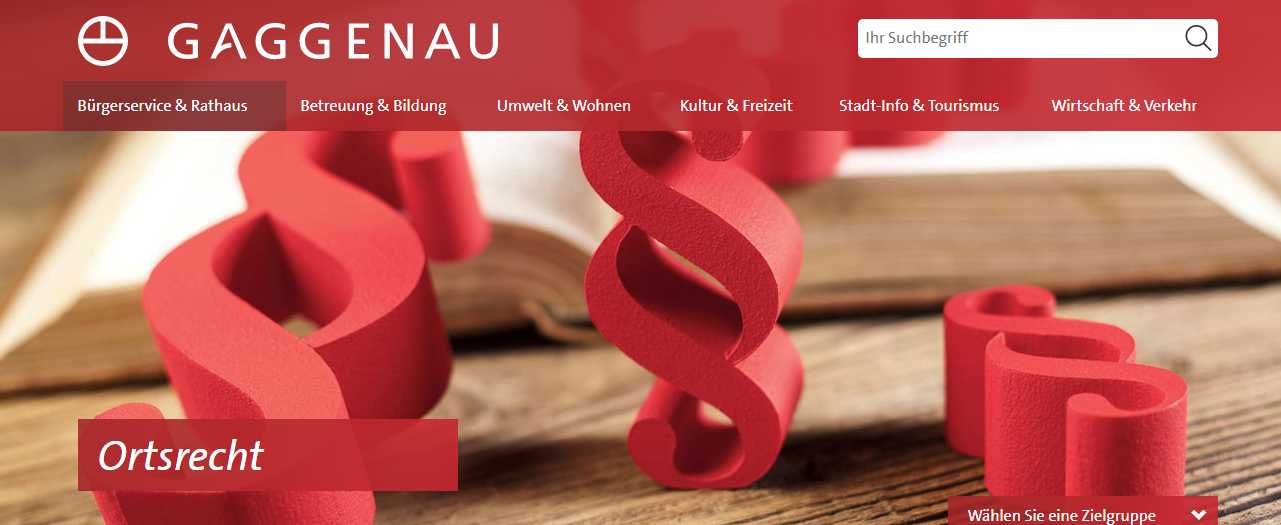 GAGGENAU
Ihr Suchbegriff
Bürgerservice & Rathaus
Betreuung & Bildung
Umwelt & Wohnen
Kultur & Freizeit
Stadt-Info & Tourismus
Wirtschaft & Verkehr
Ortsrecht
Wählen Sie eine Zielgruppe